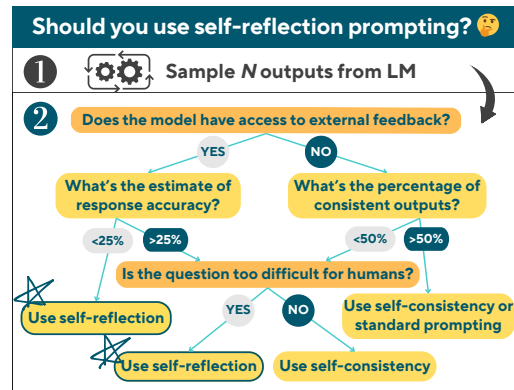 Should you use self-reflection prompting? 🤔
1 Sample N outputs from LM
2
Does the model have access to external feedback?
YES
NO
What's the estimate of
response accuracy?
What's the percentage of
consistent outputs?
<25%
>25%
<50%
>50%
Is the question too difficult for humans?
Use self-reflection
YES
NO
Use self-consistency or
standard prompting
Use self-reflection
Use self-consistency